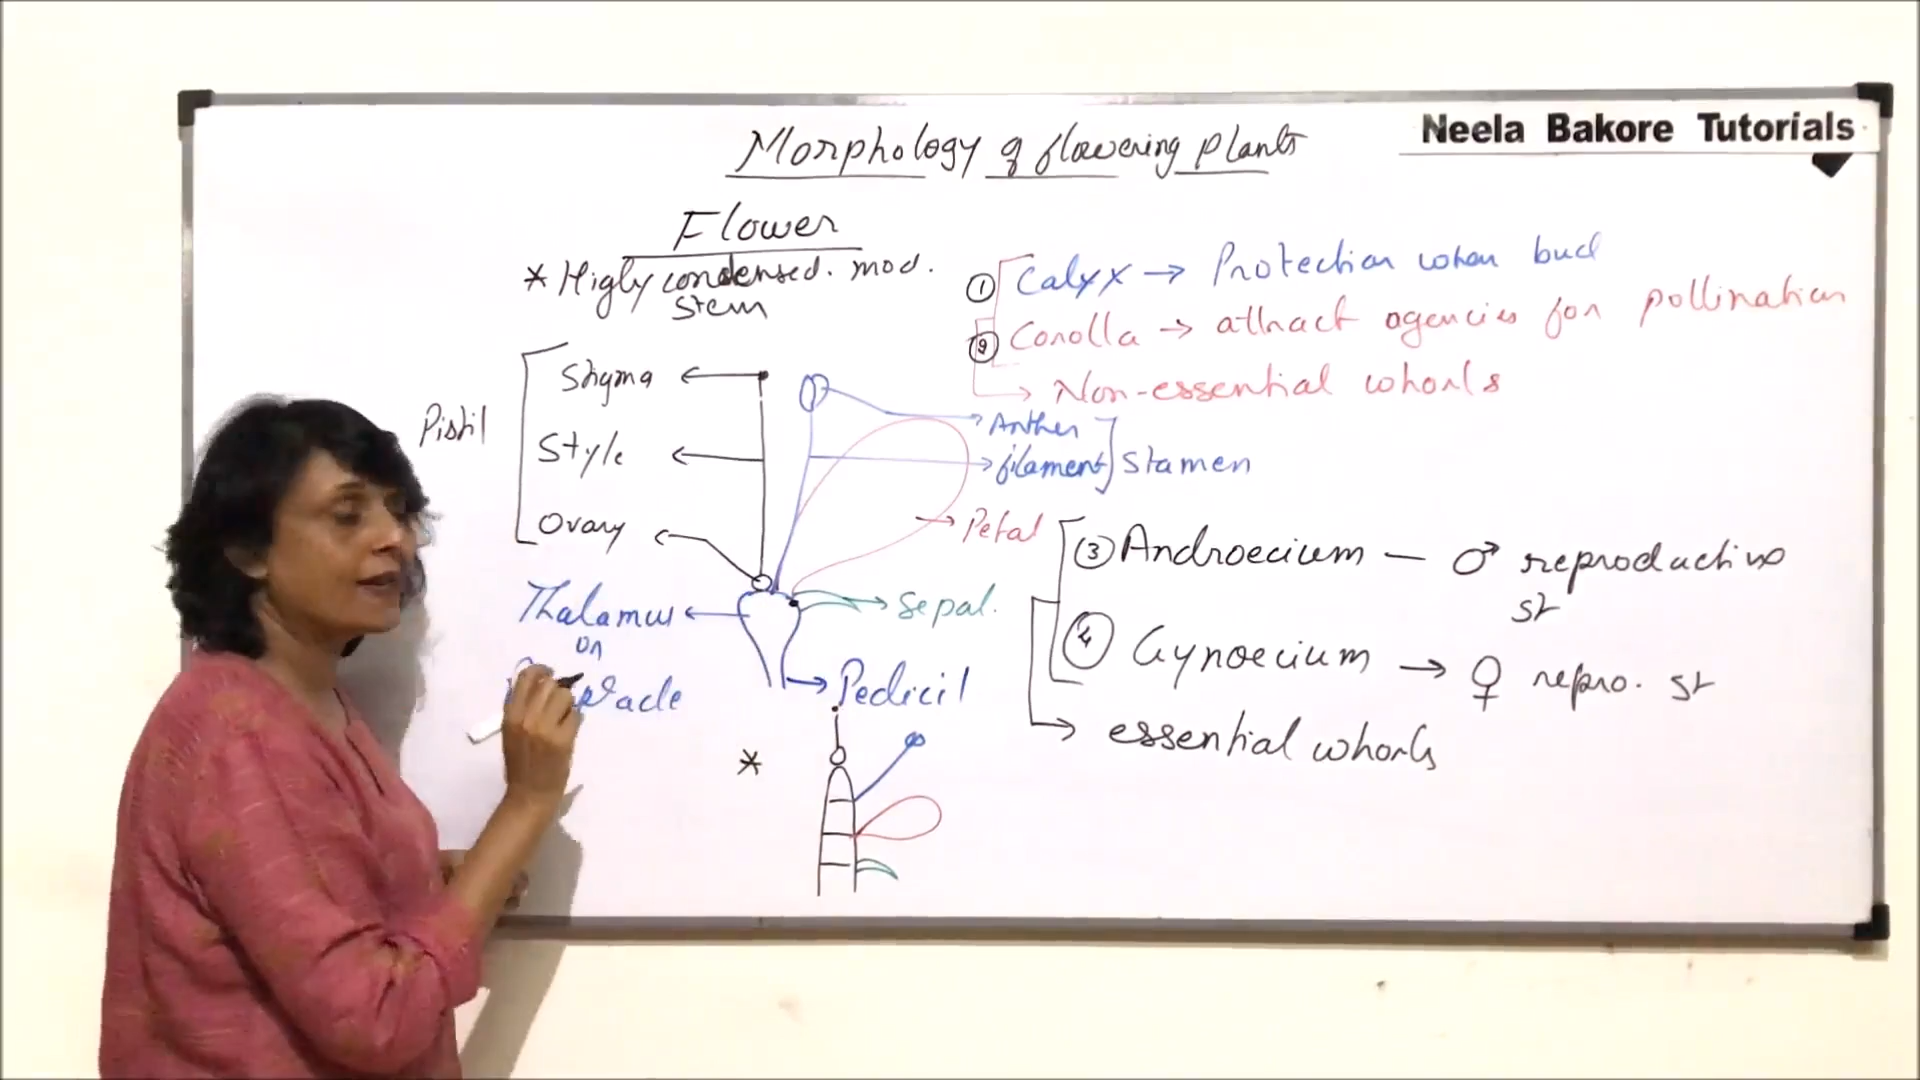 Neela Bakore Tutorials
Morphology of flowering plants
Flower
* Higly condensed. mod.
stem
① Calyx → Protection when bud
② Corolla → attract agencies for pollination
→ Non-essential whorls
Pistil
Stigma
Style
Ovary
Anther
filament
Stamen
Petal
Sepal.
Thalamus
or
Pedicil
③ Androecium — ♂ reproductive
st
④ Gynoecium → ♀ repro. st
→ essential whorls
*